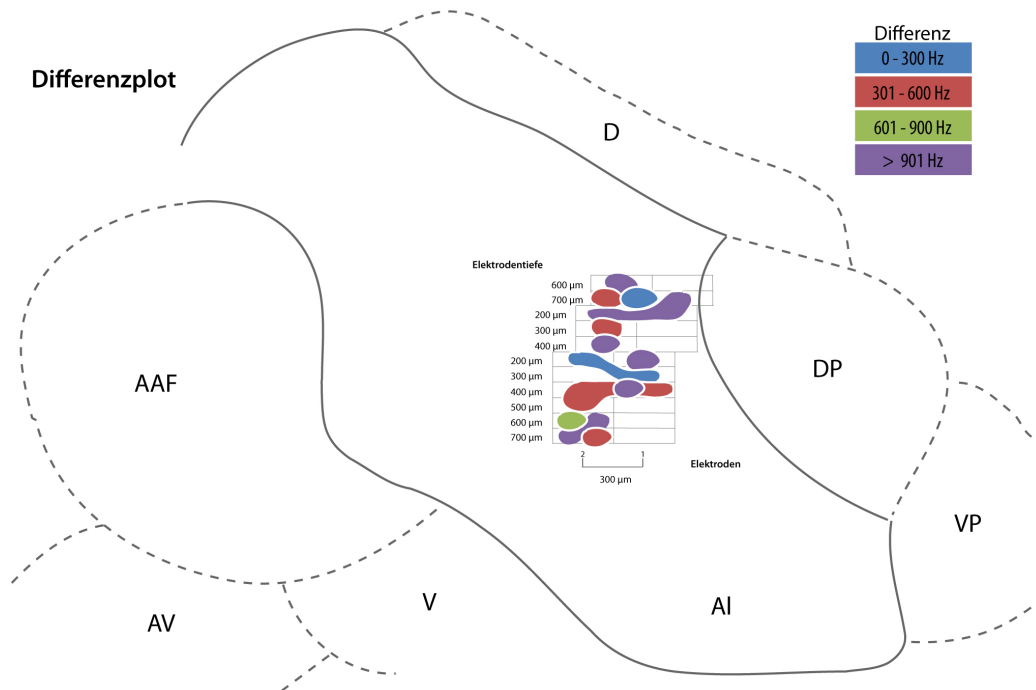 Differenzplot
Differenz
0 - 300 Hz
301 - 600 Hz
601 - 900 Hz
> 901 Hz
D
Elektrodentiefe
600 µm
700 µm
200 µm
300 µm
400 µm
200 µm
300 µm
400 µm
500 µm
600 µm
700 µm
2 1
300 µm
Elektroden
AAF
DP
VP
AV
V
AI